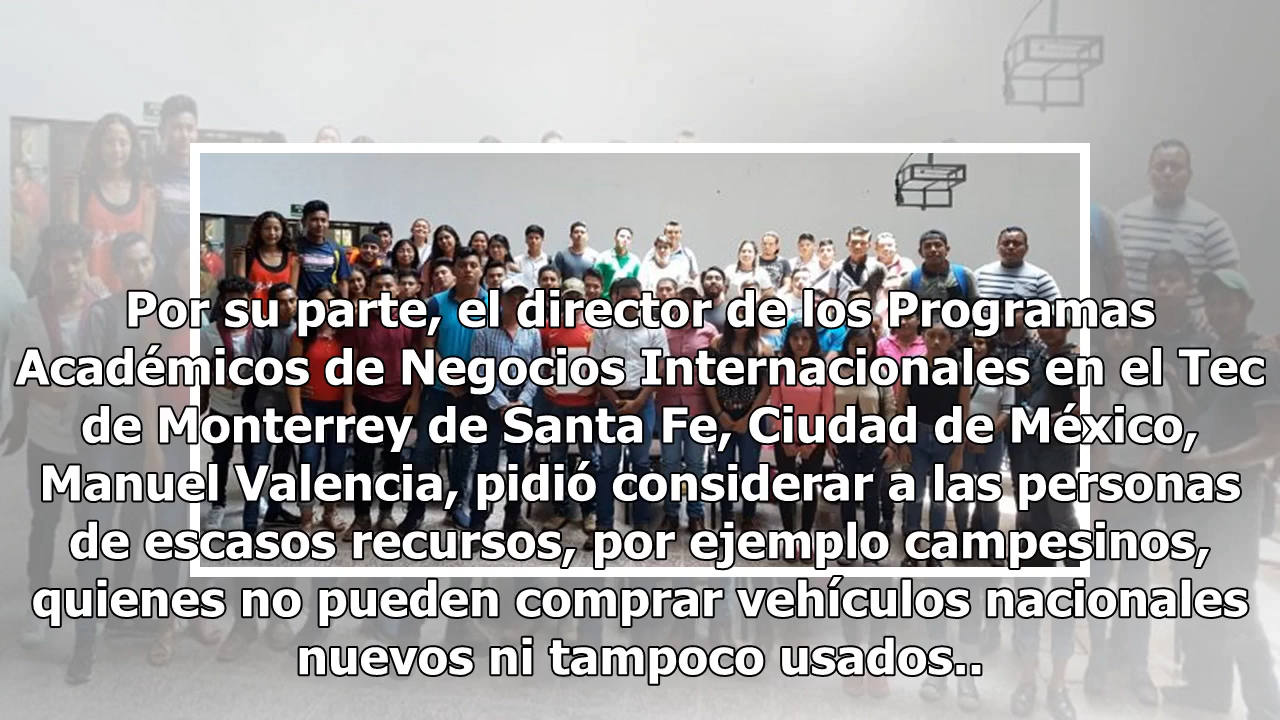 Por su parte, el director de los Programas
Académicos de Negocios Internacionales en el Tec
de Monterrey de Santa Fe, Ciudad de México,
Manuel Valencia, pidió considerar a las personas
de escasos recursos, por ejemplo campesinos,
quienes no pueden comprar vehículos nacionales
nuevos ni tampoco usados..